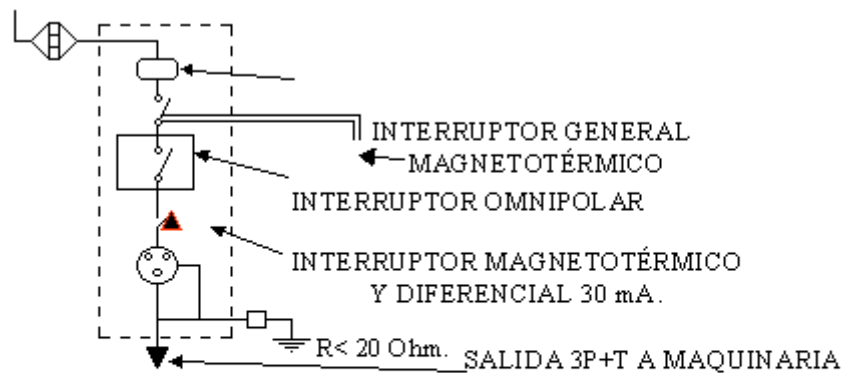 INTERRUPTOR GENERAL
MAGNETOTÉRMICO
INTERRUPTOR OMNIPOLAR
INTERRUPTOR MAGNETOTÉRMICO
Y DIFERENCIAL 30 mA.
R< 20 Ohm.
SALIDA 3P+T A MAQUINARIA